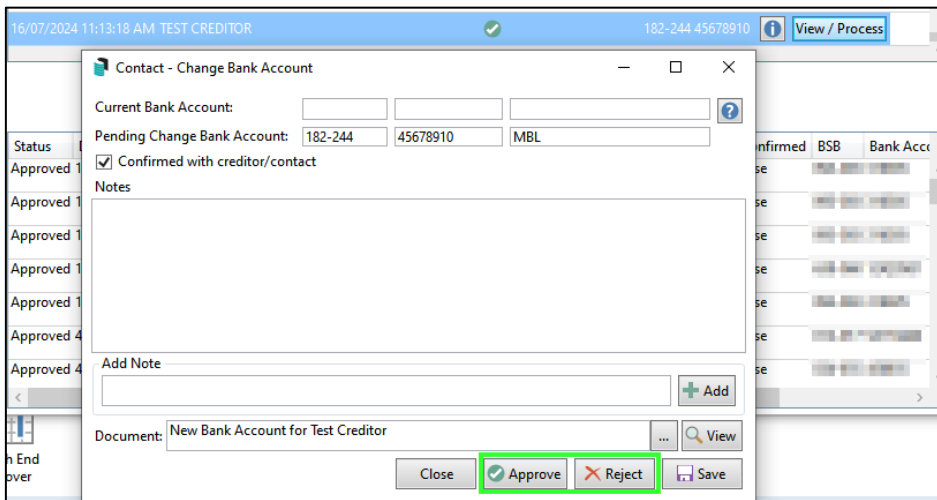 16/07/2024 11:13:18 AM TEST CREDITOR 182-244 45678910 View / Process
Contact - Change Bank Account
Current Bank Account:
Pending Change Bank Account: 182-244 45678910 MBL
Confirmed with creditor/contact
Notes
Status nfirmed BSB Bank Acco
Approved 1 se
Approved 1 se
Approved 1 se
Approved 1 se
Approved 1 se
Approved 4 se
Approved 4 se
Add Note
Add
Document: New Bank Account for Test Creditor ... View
h End
over
Close Approve Reject Save